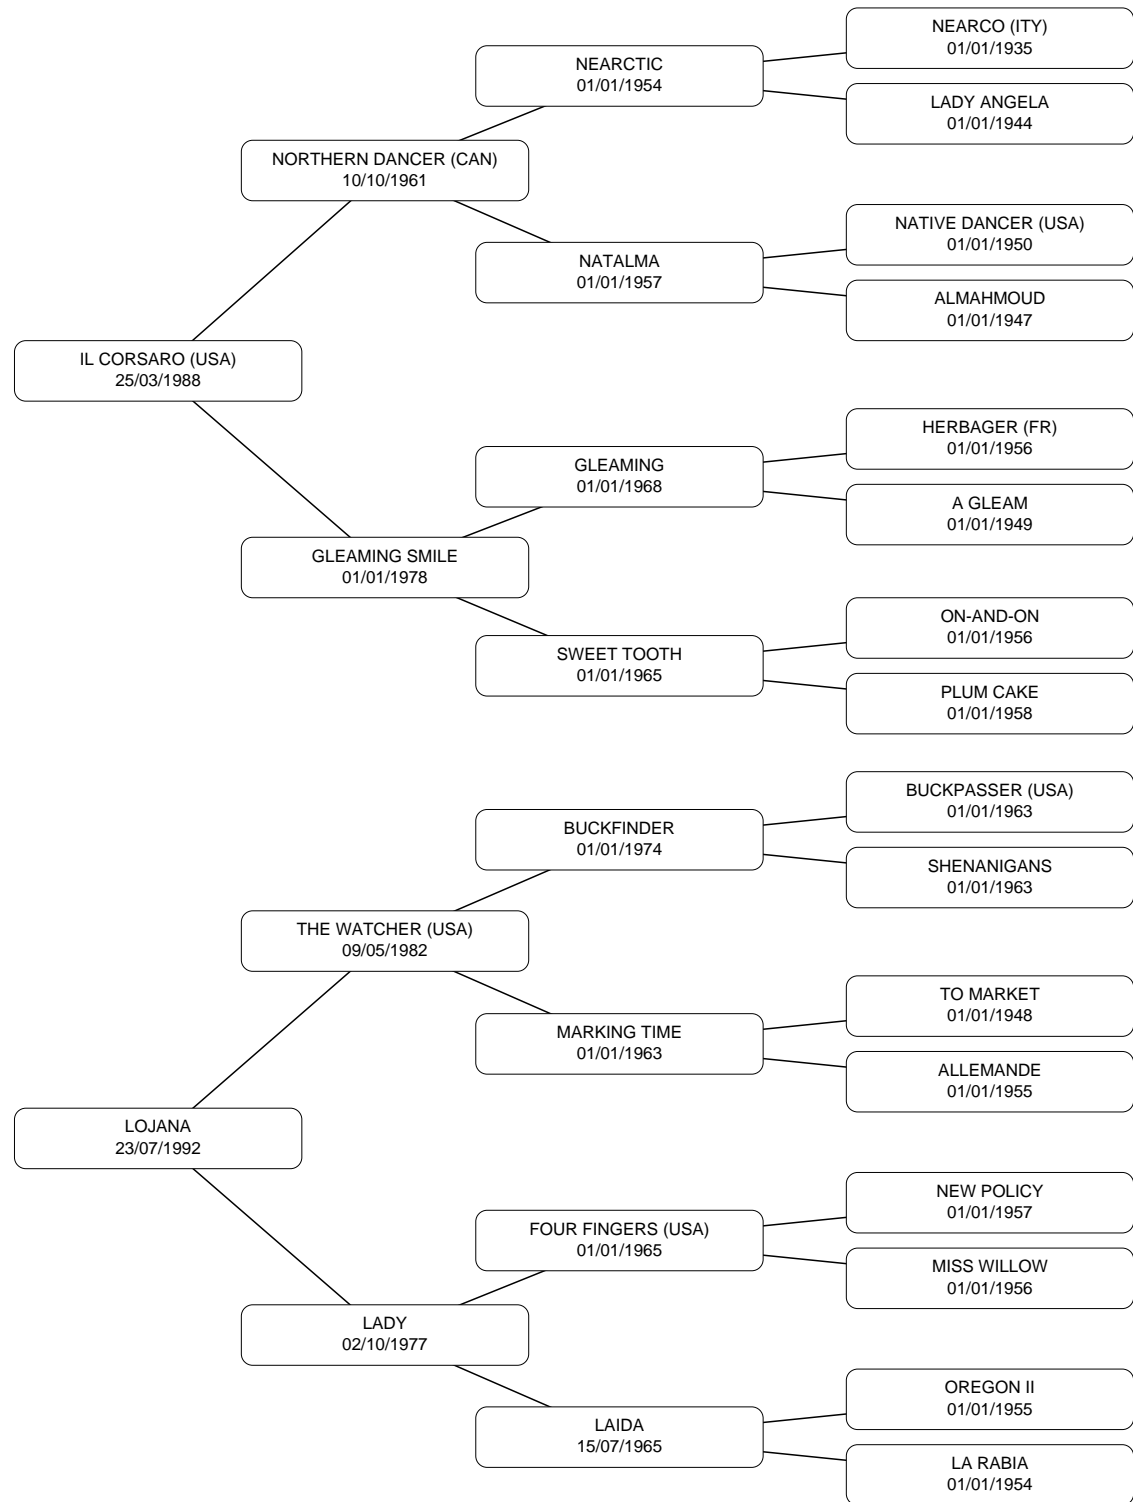 NEARCO (ITY)
01/01/1935
NEARCTIC
01/01/1954
LADY ANGELA
01/01/1944
NORTHERN DANCER (CAN)
10/10/1961
NATIVE DANCER (USA)
01/01/1950
NATALMA
01/01/1957
ALMAHMOUD
01/01/1947
IL CORSARO (USA)
25/03/1988
HERBAGER (FR)
01/01/1956
GLEAMING
01/01/1968
A GLEAM
01/01/1949
GLEAMING SMILE
01/01/1978
ON-AND-ON
01/01/1956
SWEET TOOTH
01/01/1965
PLUM CAKE
01/01/1958
BUCKPASSER (USA)
01/01/1963
BUCKFINDER
01/01/1974
SHENANIGANS
01/01/1963
THE WATCHER (USA)
09/05/1982
TO MARKET
01/01/1948
MARKING TIME
01/01/1963
ALLEMANDE
01/01/1955
LOJANA
23/07/1992
NEW POLICY
01/01/1957
FOUR FINGERS (USA)
01/01/1965
MISS WILLOW
01/01/1956
LADY
02/10/1977
OREGON II
01/01/1955
LAIDA
15/07/1965
LA RABIA
01/01/1954